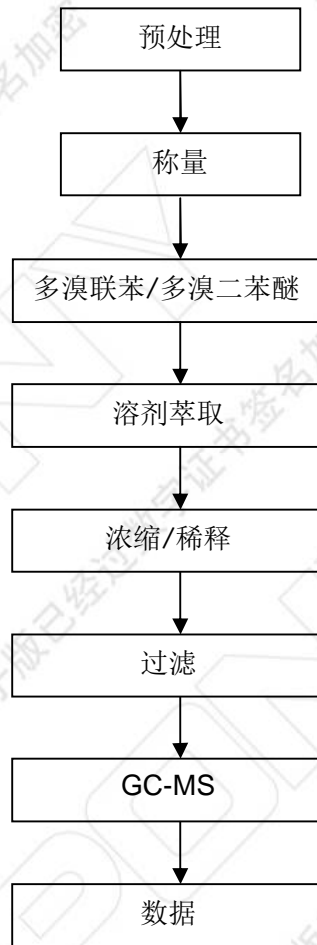 预处理
称量
多溴联苯/多溴二苯醚
溶剂萃取
浓缩/稀释
过滤
GC-MS
数据